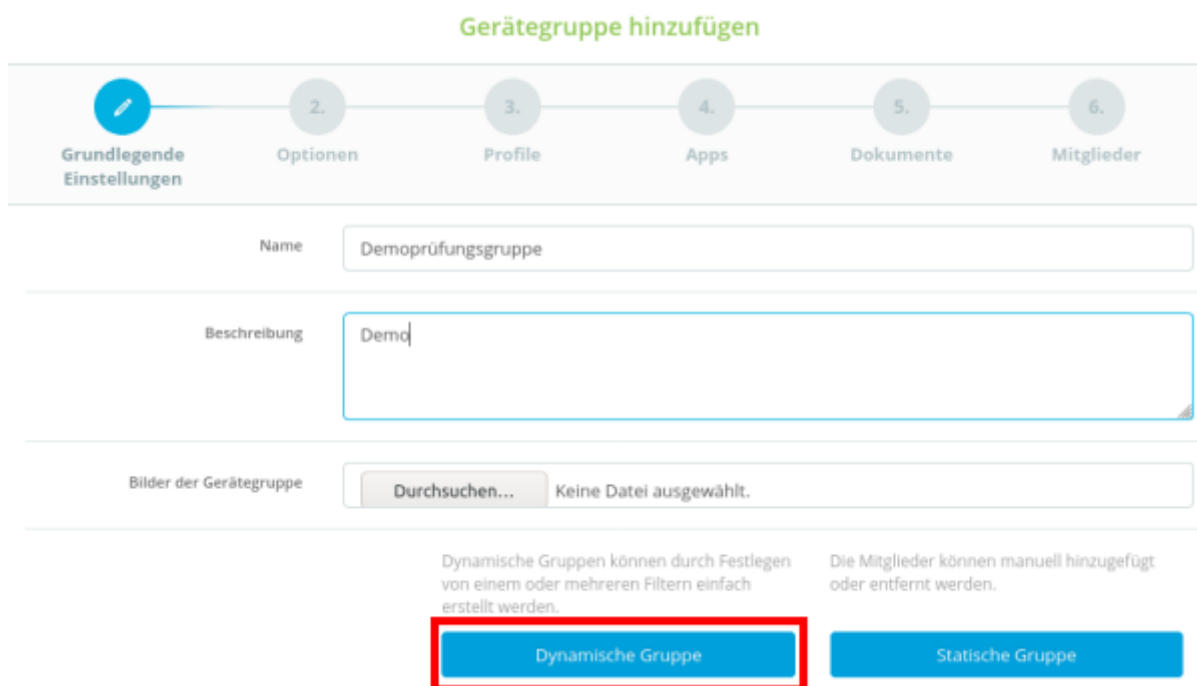 Gerätegruppe hinzufügen
2.
3.
4.
5.
6.
Grundlegende
Einstellungen
Optionen
Profile
Apps
Dokumente
Mitglieder
Name
Demoprüfungsgruppe
Beschreibung
Demo
Bilder der Gerätegruppe
Durchsuchen...
Keine Datei ausgewählt.
Dynamische Gruppen können durch Festlegen
von einem oder mehreren Filtern einfach
erstellt werden.
Die Mitglieder können manuell hinzugefügt
oder entfernt werden.
Dynamische Gruppe
Statische Gruppe